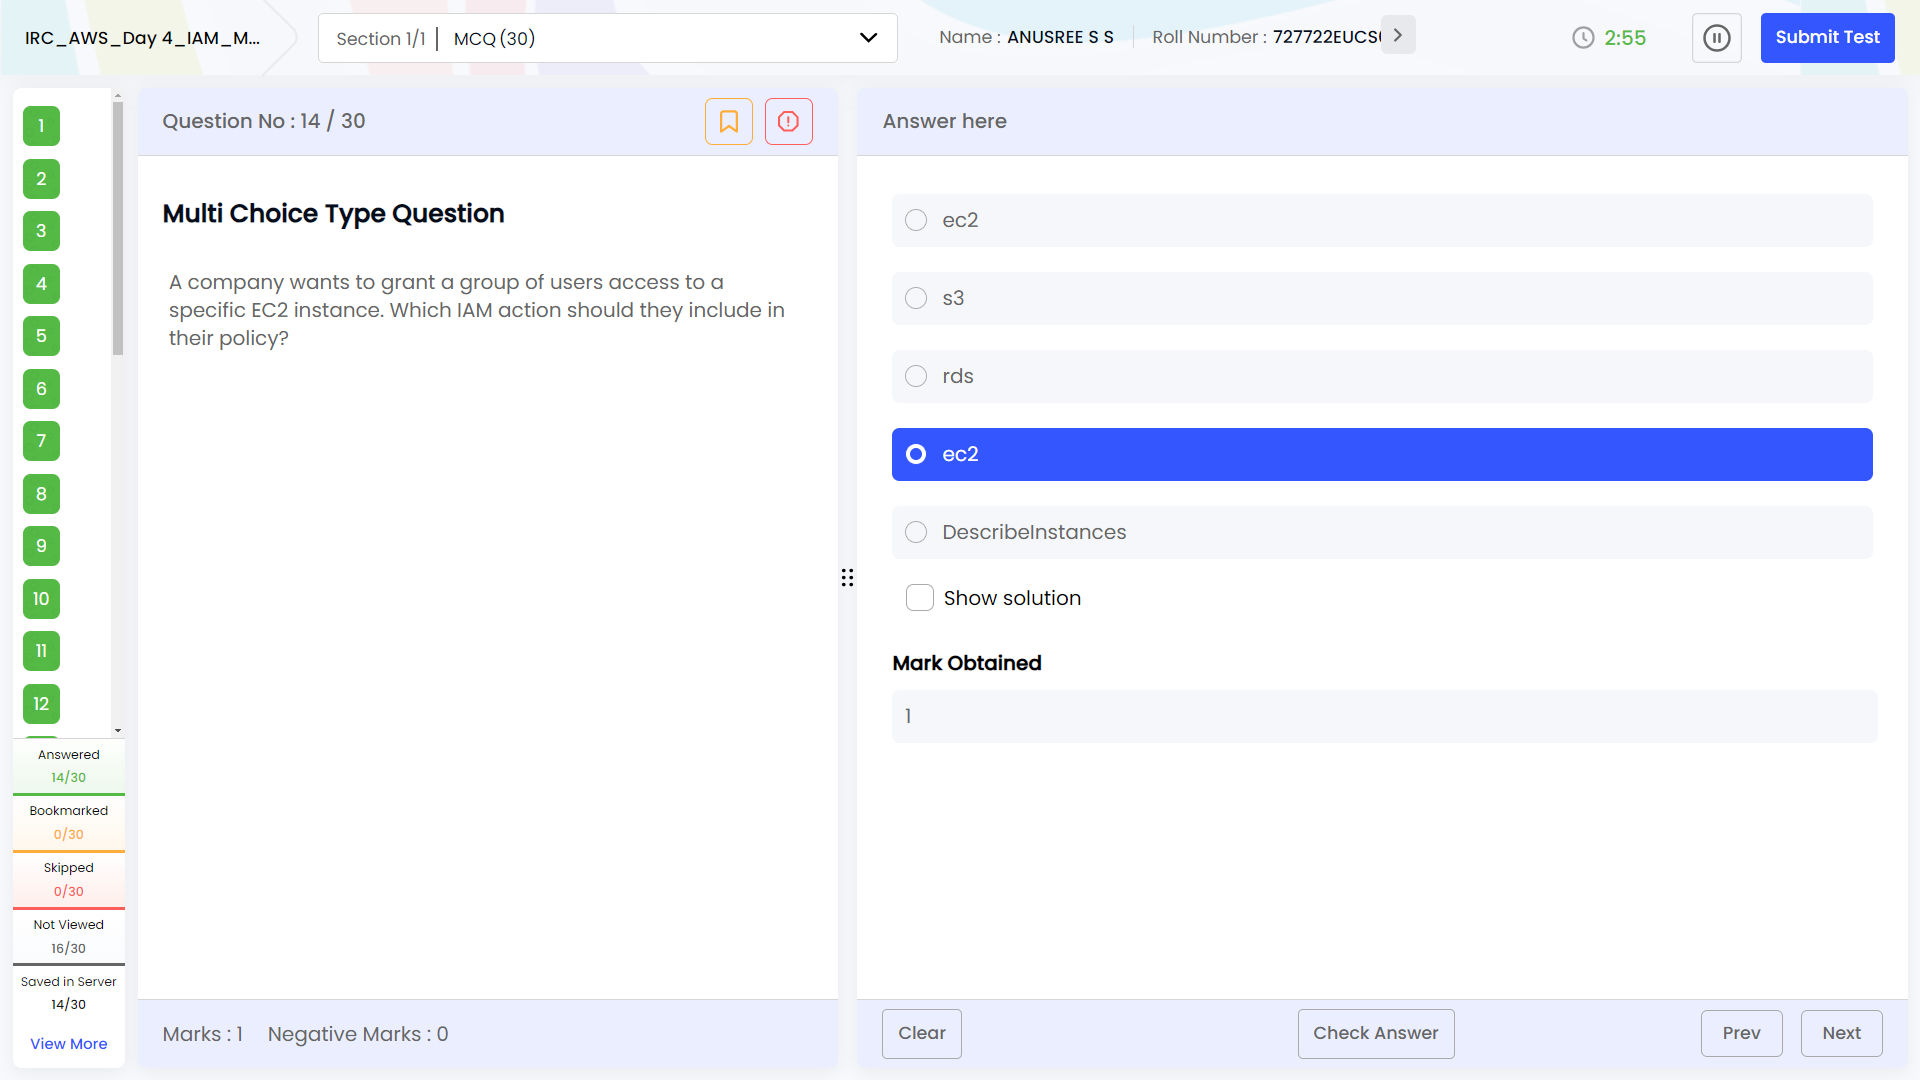 IRC_AWS_Day 4_IAM_M...
Section 1/1 | MCQ (30)
Name : ANUSREE S S
Roll Number : 727722EUCS
2:55
Submit Test
1
2
3
4
5
6
7
8
9
10
11
12
Answered
14/30
Bookmarked
0/30
Skipped
0/30
Not Viewed
16/30
Saved in Server
14/30
View More
Question No : 14 / 30
Multi Choice Type Question
A company wants to grant a group of users access to a
specific EC2 instance. Which IAM action should they include in
their policy?
Marks : 1 Negative Marks : 0
Answer here
ec2
s3
rds
ec2
DescribeInstances
Show solution
Mark Obtained
1
Clear
Check Answer
Prev
Next